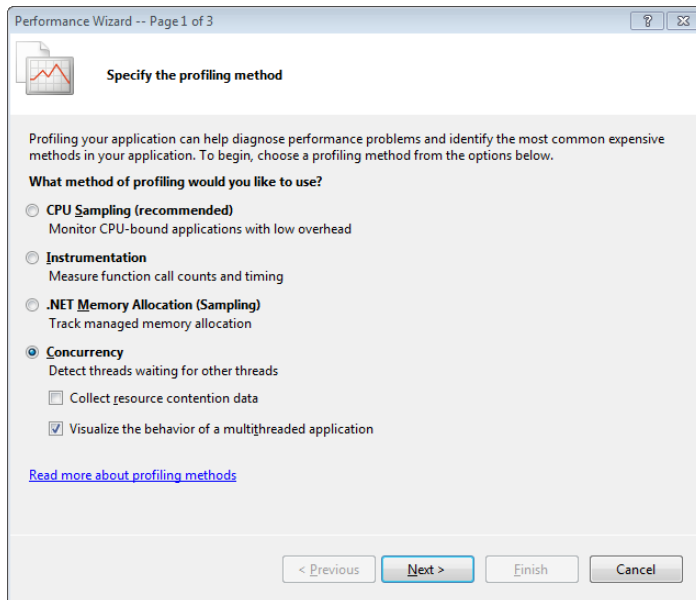 Performance Wizard -- Page 1 of 3
Specify the profiling method
Profiling your application can help diagnose performance problems and identify the most common expensive
methods in your application. To begin, choose a profiling method from the options below.
What method of profiling would you like to use?
CPU Sampling (recommended)
Monitor CPU-bound applications with low overhead
Instrumentation
Measure function call counts and timing
.NET Memory Allocation (Sampling)
Track managed memory allocation
Concurrency
Detect threads waiting for other threads
Collect resource contention data
Visualize the behavior of a multithreaded application
Read more about profiling methods
< Previous Next > Finish Cancel